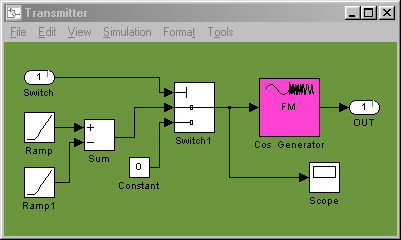 Transmitter
File Edit View Simulation Format Tools
1
Switch
Ramp
+
−
Sum
Ramp1
0
Constant
Switch1
FM
Cos Generator
1
OUT
Scope